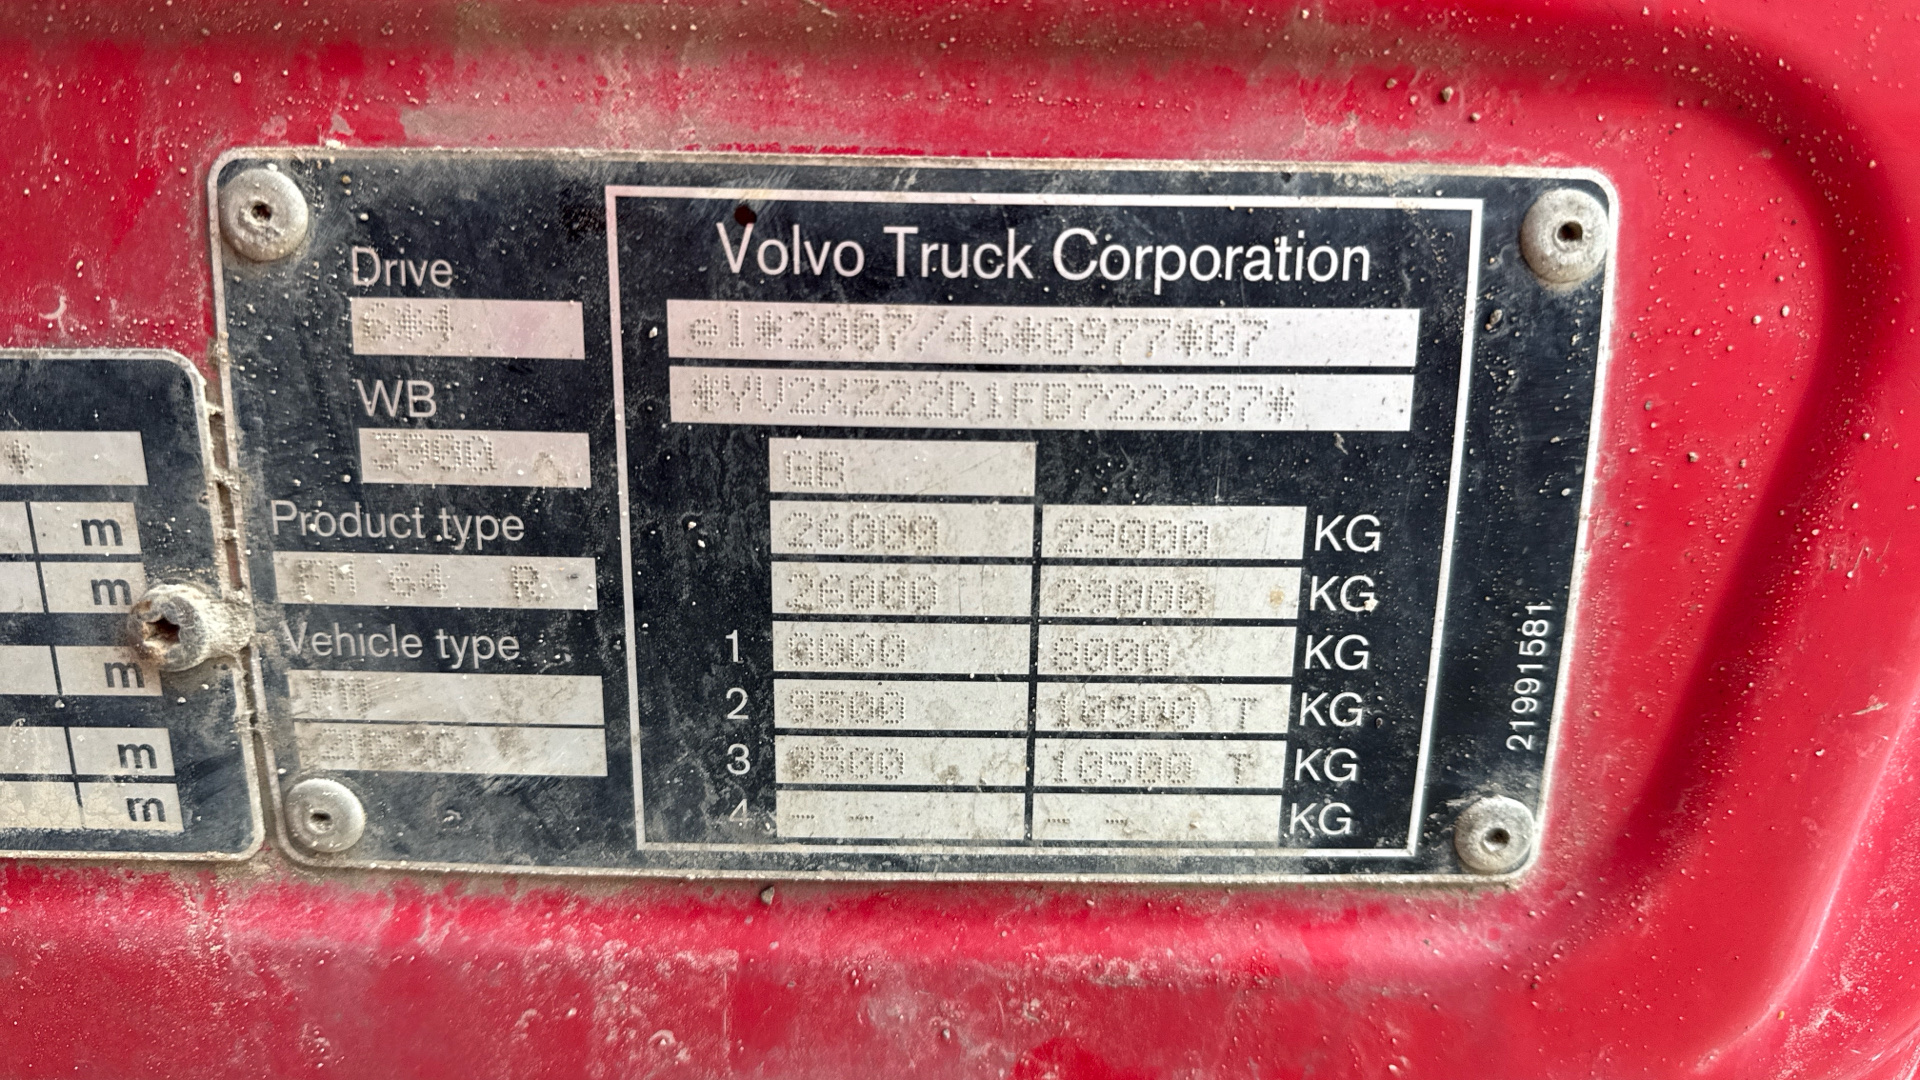 Volvo Truck Corporation
e1*2007/46*0977*07
*YV2XZ22D1FB722287*
GB
26000 29000 KG
26000 29000 KG
1 8000 8000 KG
2 9500 10500 T KG
3 9500 10500 T KG
4 -- -- -- -- KG
Drive
6*4
WB
3900
Product type
FM 64 R
Vehicle type
FM
21991581
*
m
m
m
m
m